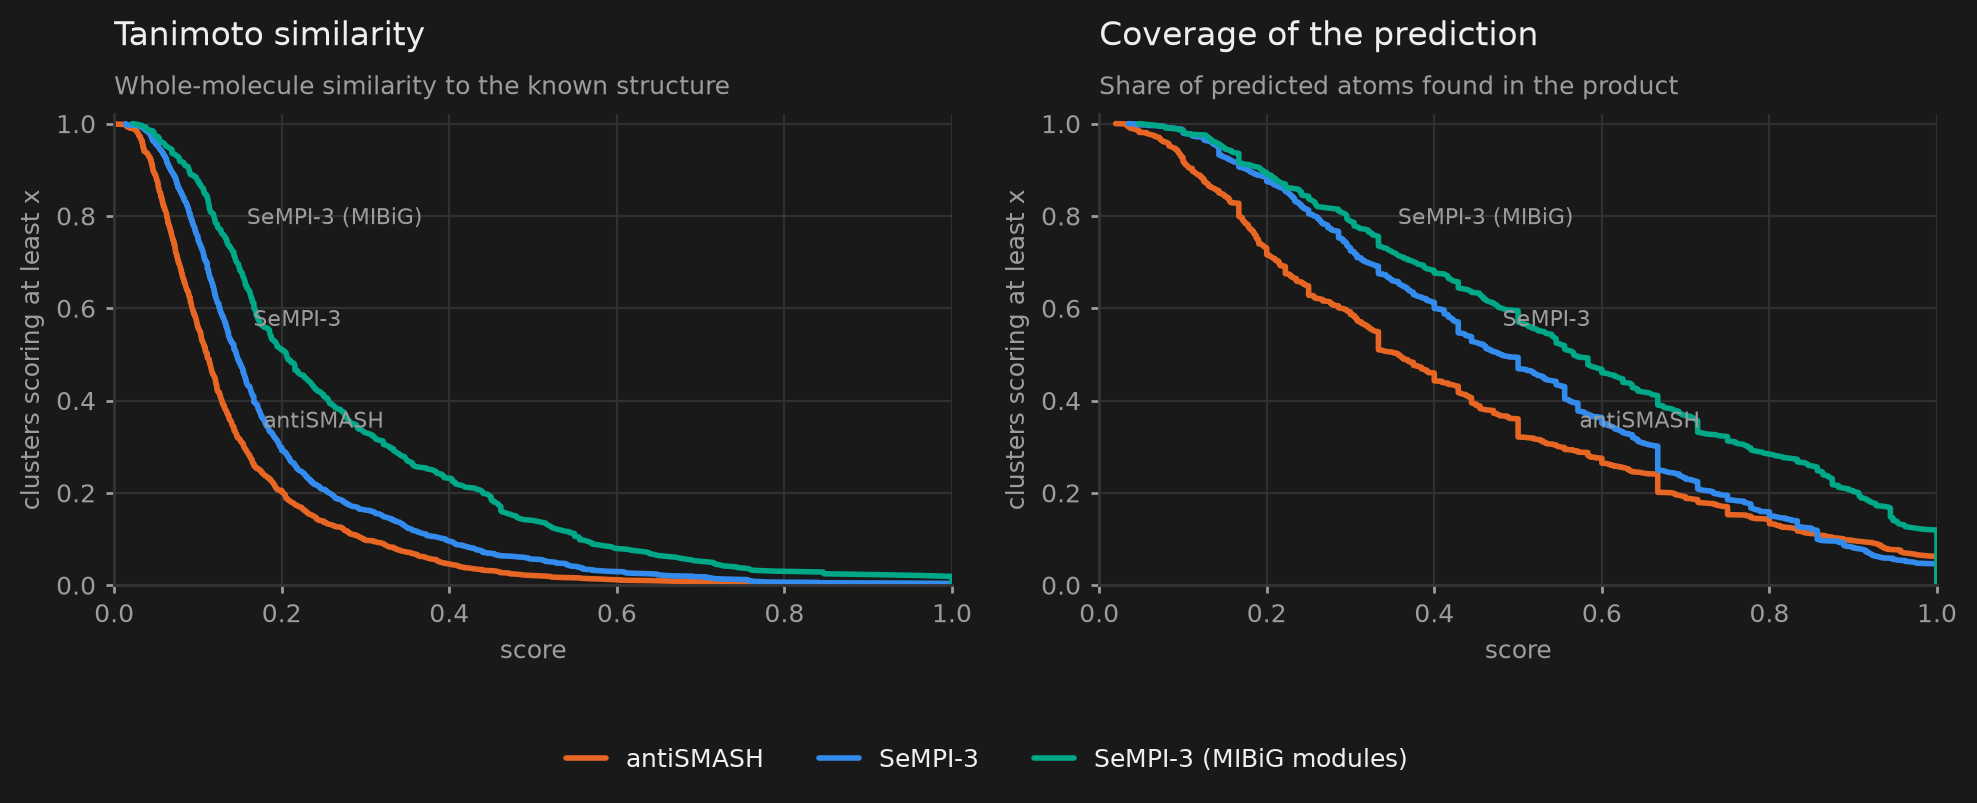 Tanimoto similarity
Whole-molecule similarity to the known structure
clusters scoring at least x
1.0
0.8
0.6
0.4
0.2
0.0
SeMPI-3 (MIBiG)
SeMPI-3
antiSMASH
0.0 0.2 0.4 0.6 0.8 1.0
score
Coverage of the prediction
Share of predicted atoms found in the product
clusters scoring at least x
1.0
0.8
0.6
0.4
0.2
0.0
SeMPI-3 (MIBiG)
SeMPI-3
antiSMASH
0.0 0.2 0.4 0.6 0.8 1.0
score
antiSMASH SeMPI-3 SeMPI-3 (MIBiG modules)